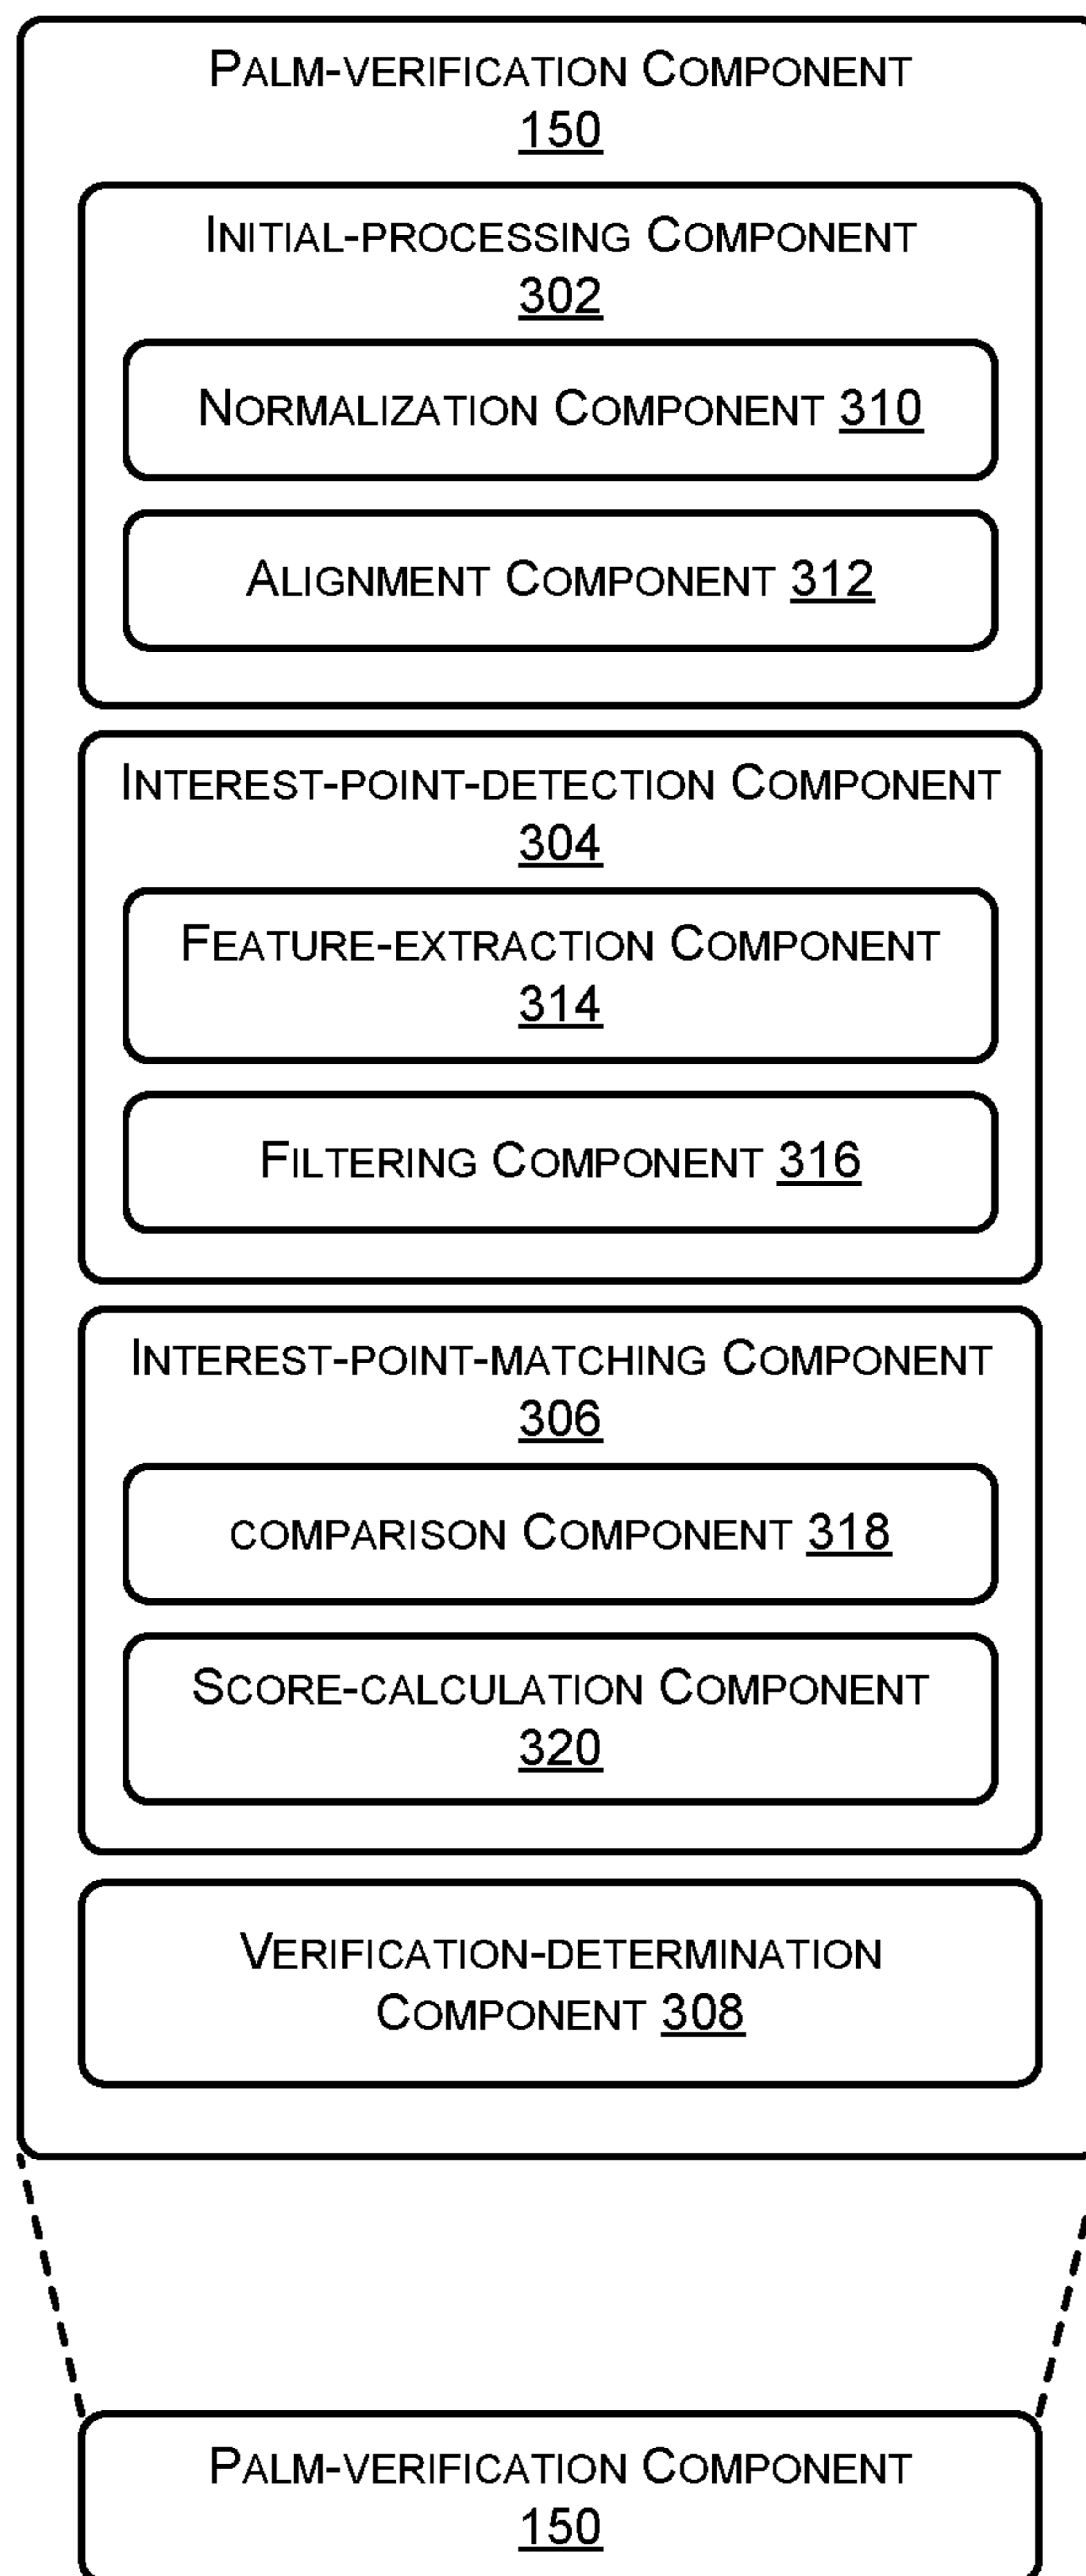 PALM-VERIFICATION COMPONENT
150
INITIAL-PROCESSING COMPONENT
302
NORMALIZATION COMPONENT 310
ALIGNMENT COMPONENT 312
INTEREST-POINT-DETECTION COMPONENT
304
FEATURE-EXTRACTION COMPONENT
314
FILTERING COMPONENT 316
INTEREST-POINT-MATCHING COMPONENT
306
COMPARISON COMPONENT 318
SCORE-CALCULATION COMPONENT
320
VERIFICATION-DETERMINATION
COMPONENT 308
PALM-VERIFICATION COMPONENT
150